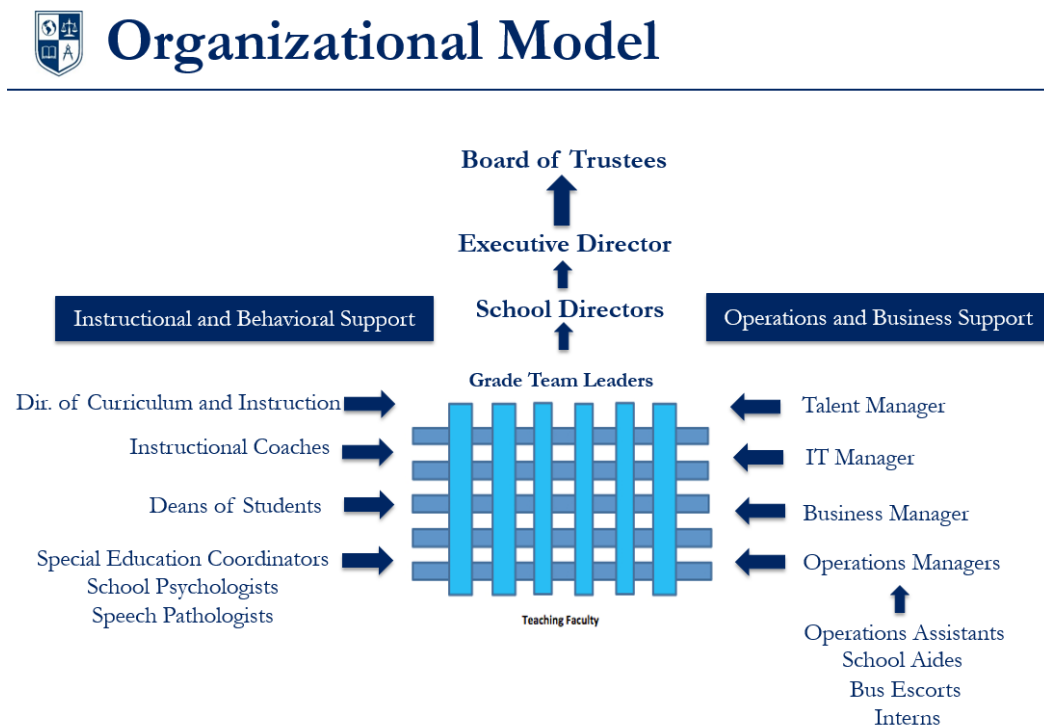 Organizational Model
Board of Trustees
Executive Director
School Directors
Grade Team Leaders
Instructional and Behavioral Support
Dir. of Curriculum and Instruction
Instructional Coaches
Deans of Students
Special Education Coordinators
School Psychologists
Speech Pathologists
Teaching Faculty
Operations and Business Support
Talent Manager
IT Manager
Business Manager
Operations Managers
Operations Assistants
School Aides
Bus Escorts
Interns